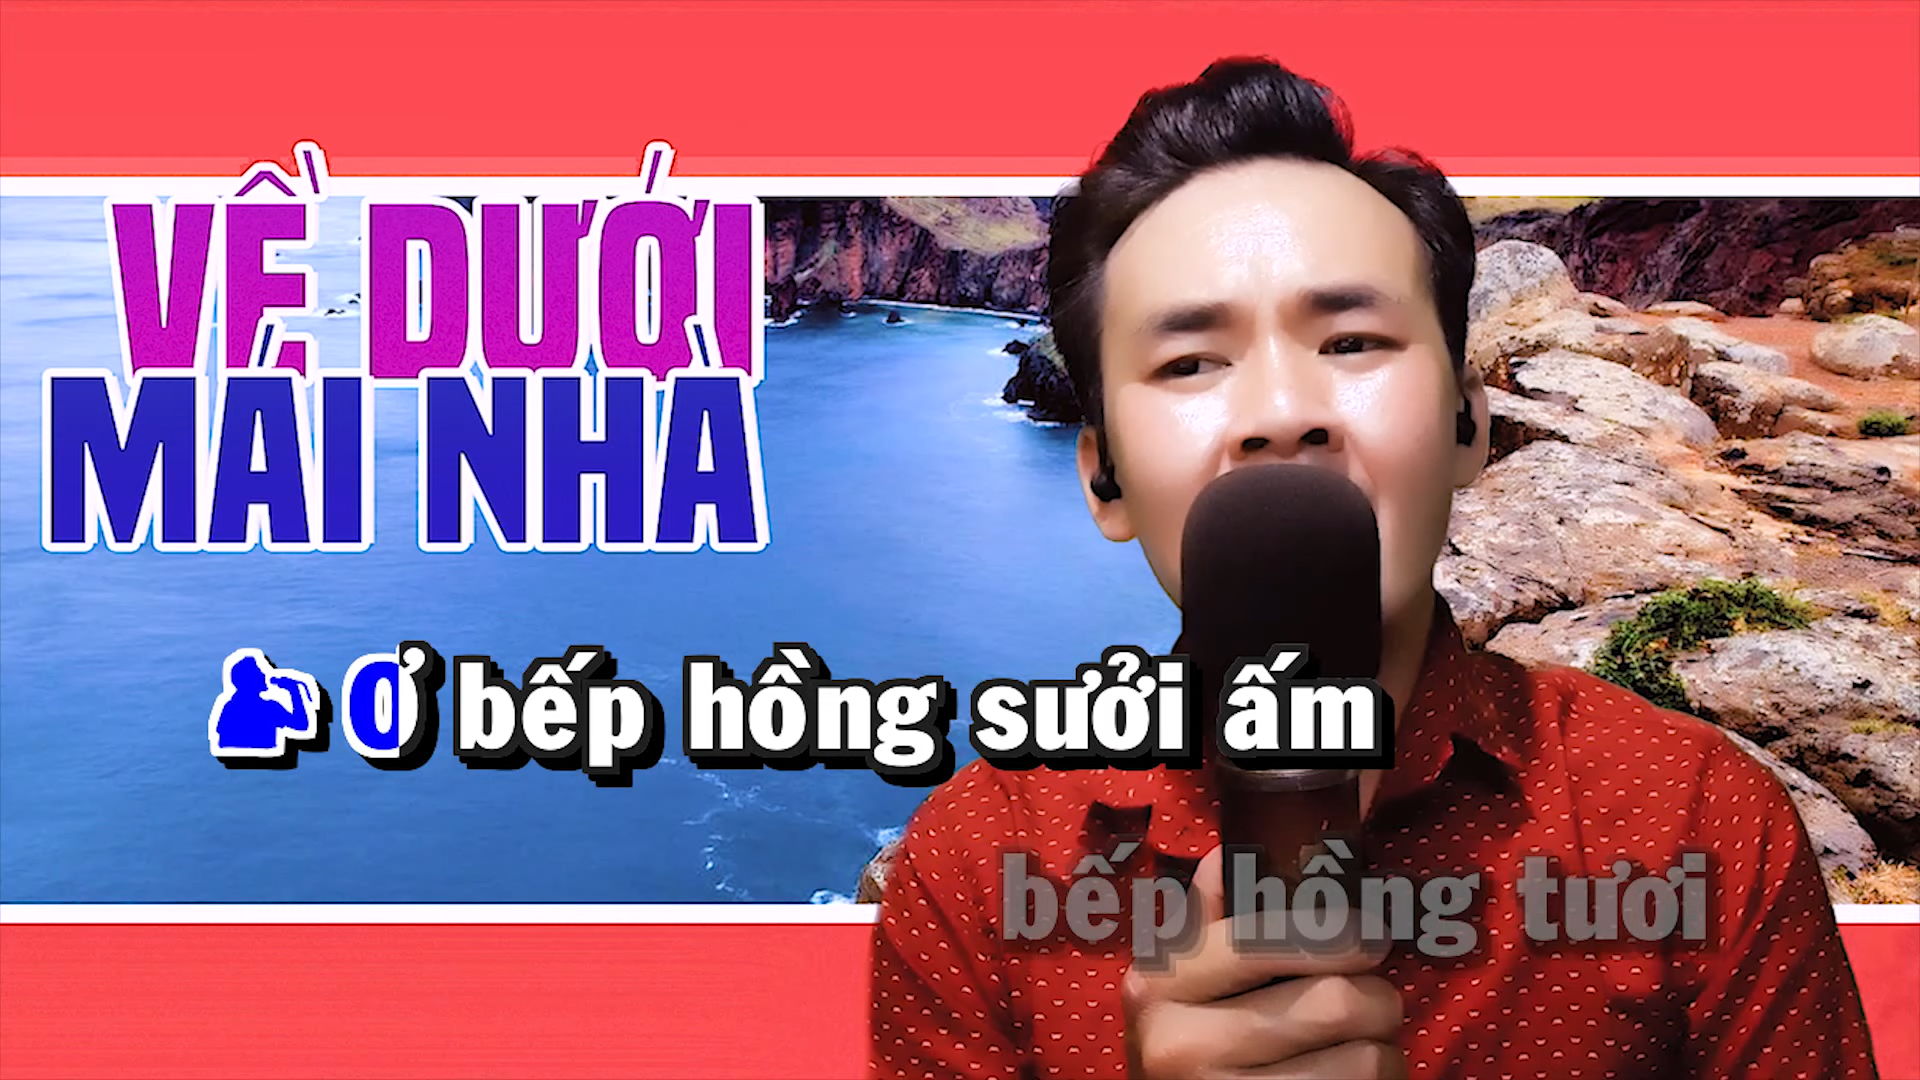 VỀ DƯỚI
MÁI NHÀ
Ơ bếp hồng sưởi ấm
bếp hồng tươi